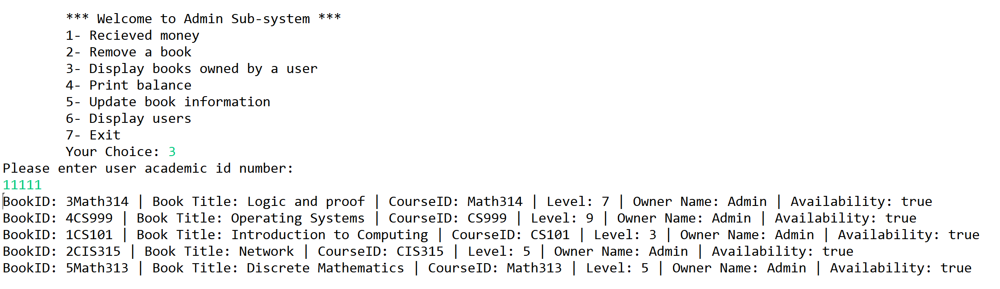 *** Welcome to Admin Sub-system ***
1- Recieved money
2- Remove a book
3- Display books owned by a user
4- Print balance
5- Update book information
6- Display users
7- Exit
Your Choice: 3
Please enter user academic id number:
11111
BookID: 3Math314 | Book Title: Logic and proof | CourseID: Math314 | Level: 7 | Owner Name: Admin | Availability: true
BookID: 4CS999 | Book Title: Operating Systems | CourseID: CS999 | Level: 9 | Owner Name: Admin | Availability: true
BookID: 1CS101 | Book Title: Introduction to Computing | CourseID: CS101 | Level: 3 | Owner Name: Admin | Availability: true
BookID: 2CIS315 | Book Title: Network | CourseID: CIS315 | Level: 5 | Owner Name: Admin | Availability: true
BookID: 5Math313 | Book Title: Discrete Mathematics | CourseID: Math313 | Level: 5 | Owner Name: Admin | Availability: true